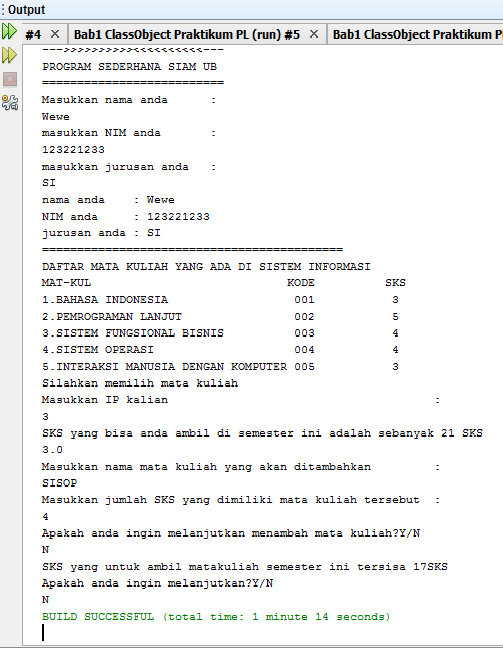 Output
#4 × Bab1 ClassObject Praktikum PL (run) #5 × Bab1 ClassObject Praktikum P
---->>>>>>>>>><<<<<<<<<<---
PROGRAM SEDERHANA SIAM UB
==========================
Masukkan nama anda :
Wewe
masukkan NIM anda :
123221233
masukkan jurusan anda :
SI
nama anda : Wewe
NIM anda : 123221233
jurusan anda : SI
===========================================
DAFTAR MATA KULIAH YANG ADA DI SISTEM INFORMASI
MAT-KUL KODE SKS
1.BAHASA INDONESIA 001 3
2.PEMROGRAMAN LANJUT 002 5
3.SISTEM FUNGSIONAL BISNIS 003 4
4.SISTEM OPERASI 004 4
5.INTERAKSI MANUSIA DENGAN KOMPUTER 005 3
Silahkan memilih mata kuliah
Masukkan IP kalian :
3
SKS yang bisa anda ambil di semester ini adalah sebanyak 21 SKS
3.0
Masukkan nama mata kuliah yang akan ditambahkan :
SISOP
Masukkan jumlah SKS yang dimiliki mata kuliah tersebut :
4
Apakah anda ingin melanjutkan menambah mata kuliah?Y/N
N
SKS yang untuk ambil matakuliah semester ini tersisa 17SKS
Apakah anda ingin melanjutkan?Y/N
N
BUILD SUCCESSFUL (total time: 1 minute 14 seconds)